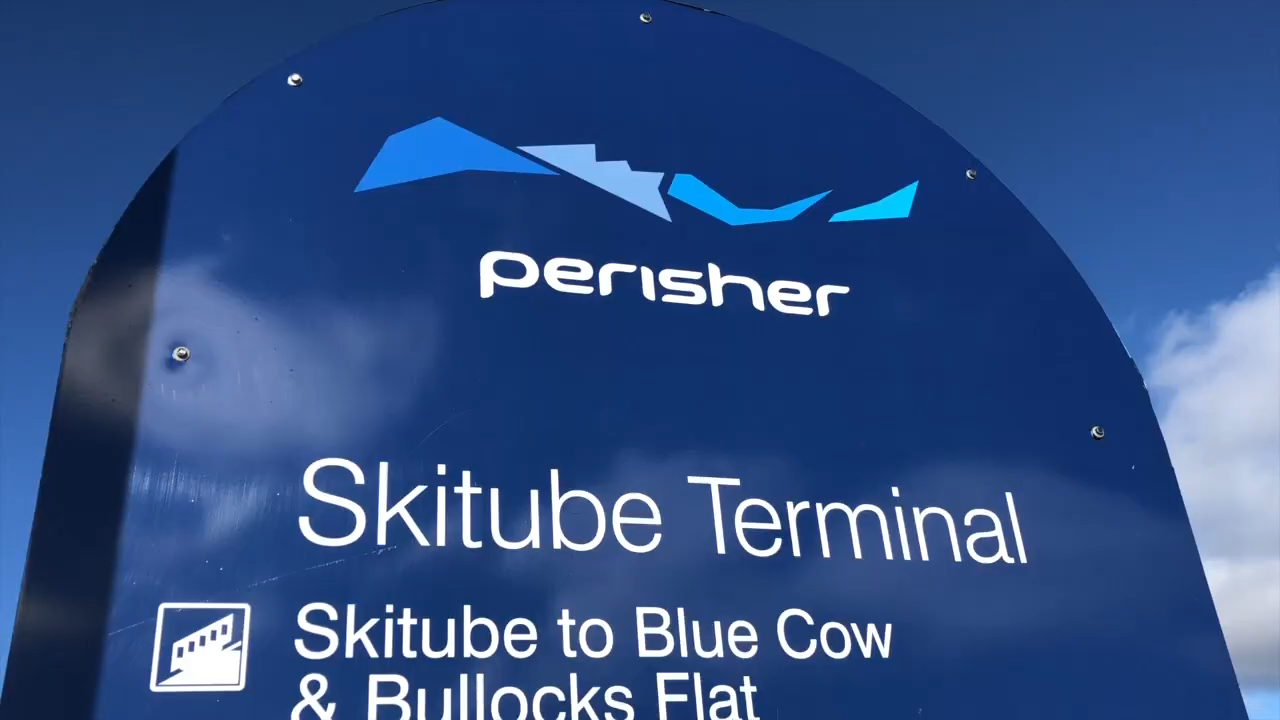 perisher
Skitube Terminal
Skitube to Blue Cow
& Bullocks Flat